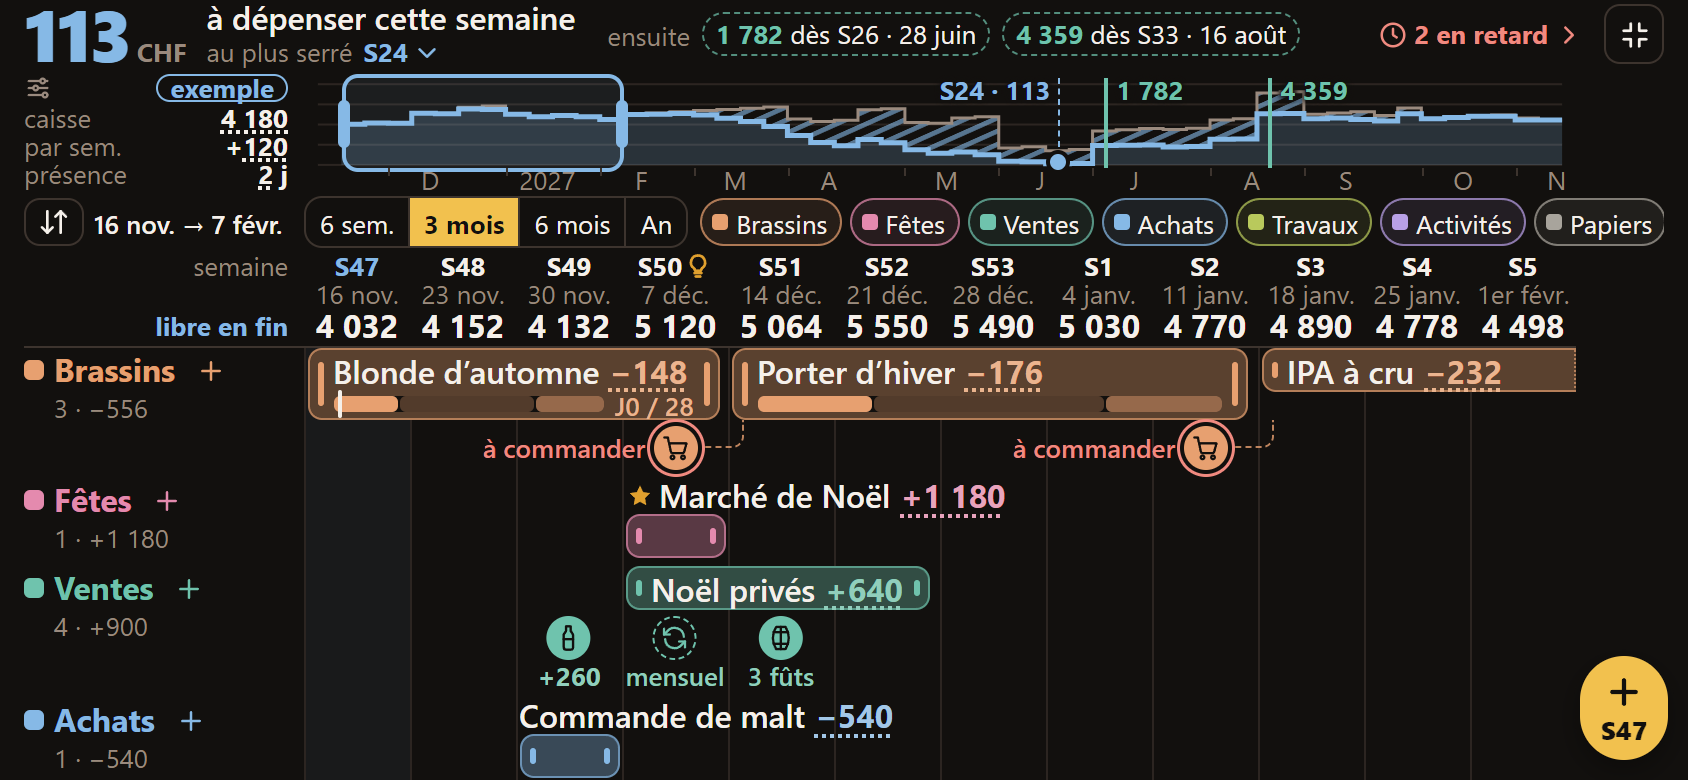 113 CHF
à dépenser cette semaine
au plus serré S24
ensuite
1 782 dès S26 · 28 juin
4 359 dès S33 · 16 août
2 en retard
exemple
caisse 4 180
par sem. +120
présence 2 j
S24 · 113
1 782
4 359
D 2027 F M A M J J A S O N
16 nov. → 7 févr.
6 sem. 3 mois 6 mois An
Brassins Fêtes Ventes Achats Travaux Activités Papiers
semaine S47 S48 S49 S50 S51 S52 S53 S1 S2 S3 S4 S5
16 nov. 23 nov. 30 nov. 7 déc. 14 déc. 21 déc. 28 déc. 4 janv. 11 janv. 18 janv. 25 janv. 1er févr.
libre en fin 4 032 4 152 4 132 5 120 5 064 5 550 5 490 5 030 4 770 4 890 4 778 4 498
Brassins +
3 · −556
Blonde d’automne −148
J0 / 28
Porter d’hiver −176
IPA à cru −232
à commander
à commander
Fêtes +
1 · +1 180
Marché de Noël +1 180
Ventes +
4 · +900
Noël privés +640
+260 mensuel 3 fûts
Achats +
1 · −540
Commande de malt −540
+
S47